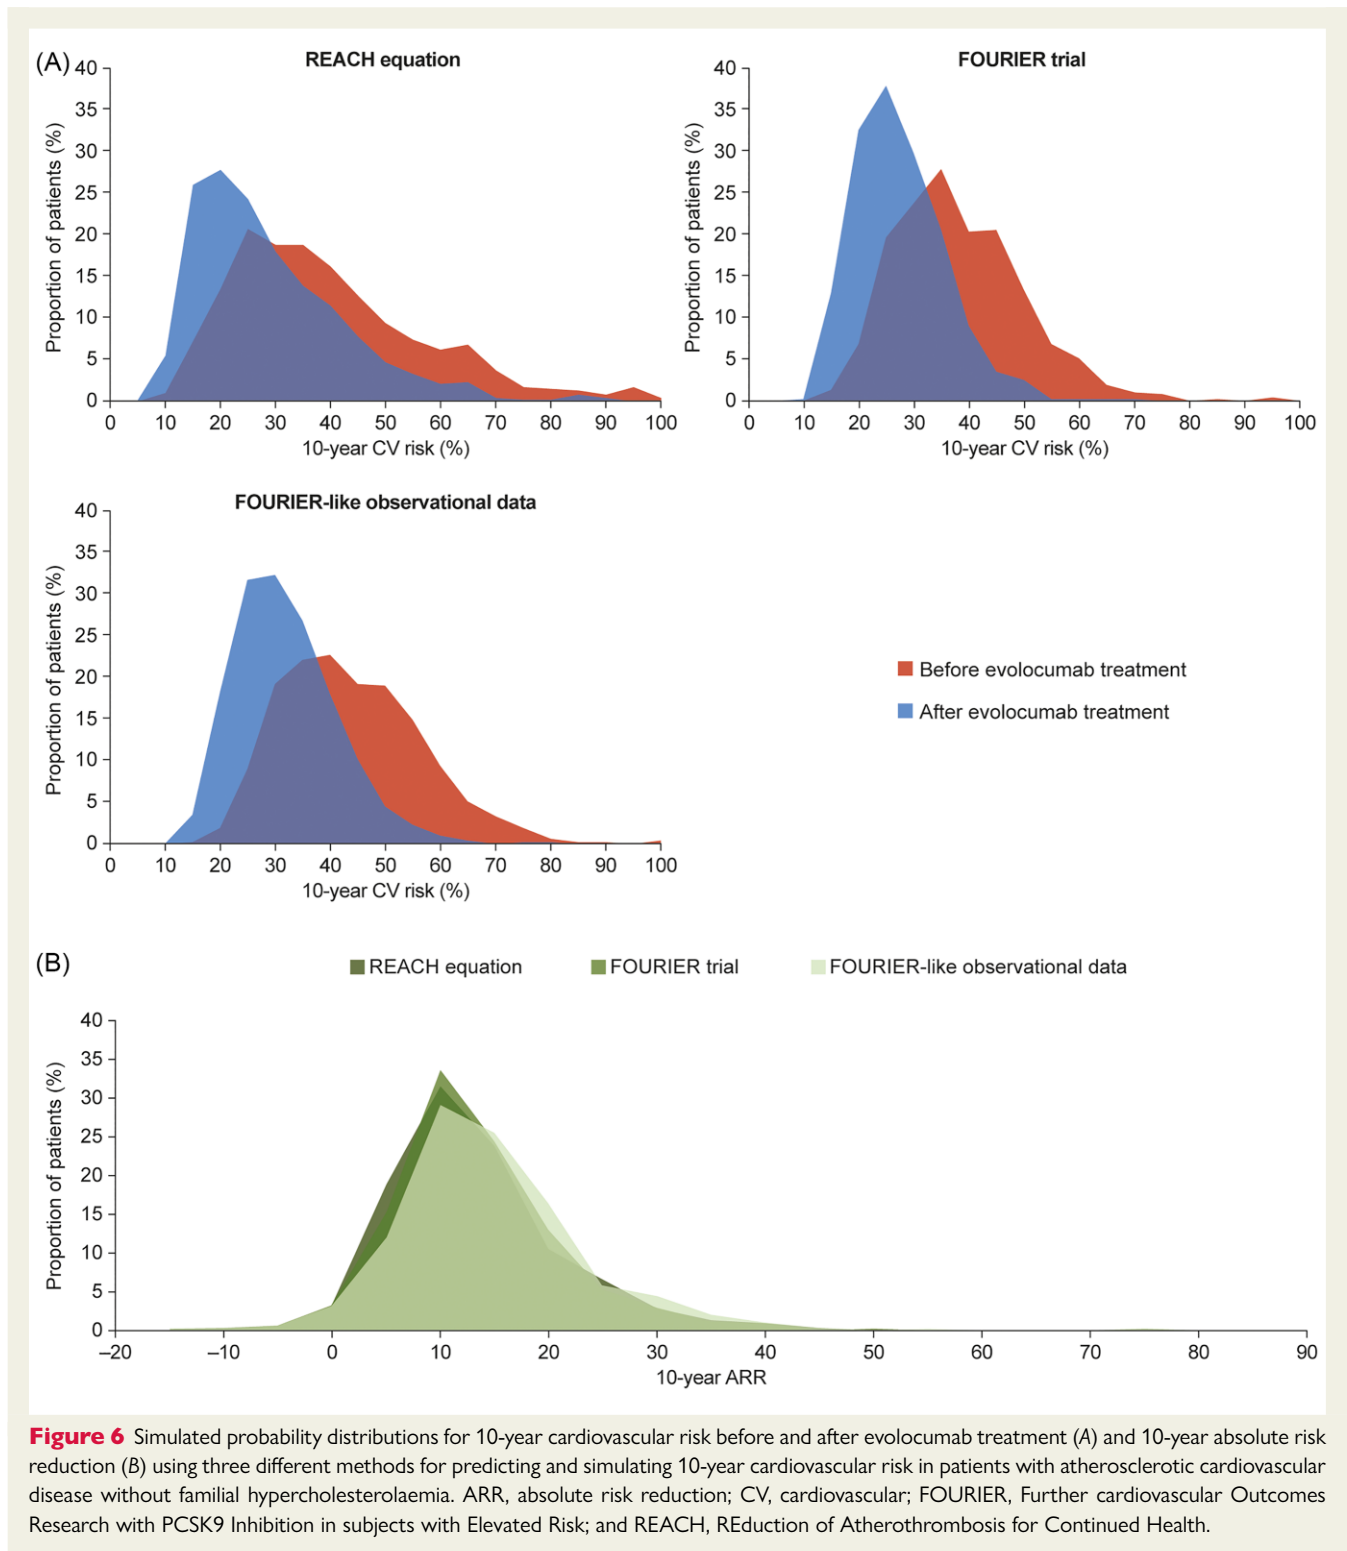 (A)
REACH equation
40
35
30
25
20
15
10
5
0
Proportion of patients (%)
0 10 20 30 40 50 60 70 80 90 100
10-year CV risk (%)
FOURIER trial
40
35
30
25
20
15
10
5
0
Proportion of patients (%)
0 10 20 30 40 50 60 70 80 90 100
10-year CV risk (%)
FOURIER-like observational data
40
35
30
25
20
15
10
5
0
Proportion of patients (%)
0 10 20 30 40 50 60 70 80 90 100
10-year CV risk (%)
Before evolocumab treatment
After evolocumab treatment
(B)
REACH equation FOURIER trial FOURIER-like observational data
40
35
30
25
20
15
10
5
0
Proportion of patients (%)
–20 –10 0 10 20 30 40 50 60 70 80 90
10-year ARR
Figure 6 Simulated probability distributions for 10-year cardiovascular risk before and after evolocumab treatment (A) and 10-year absolute risk
reduction (B) using three different methods for predicting and simulating 10-year cardiovascular risk in patients with atherosclerotic cardiovascular
disease without familial hypercholesterolaemia. ARR, absolute risk reduction; CV, cardiovascular; FOURIER, Further cardiovascular Outcomes
Research with PCSK9 Inhibition in subjects with Elevated Risk; and REACH, REduction of Atherothrombosis for Continued Health.